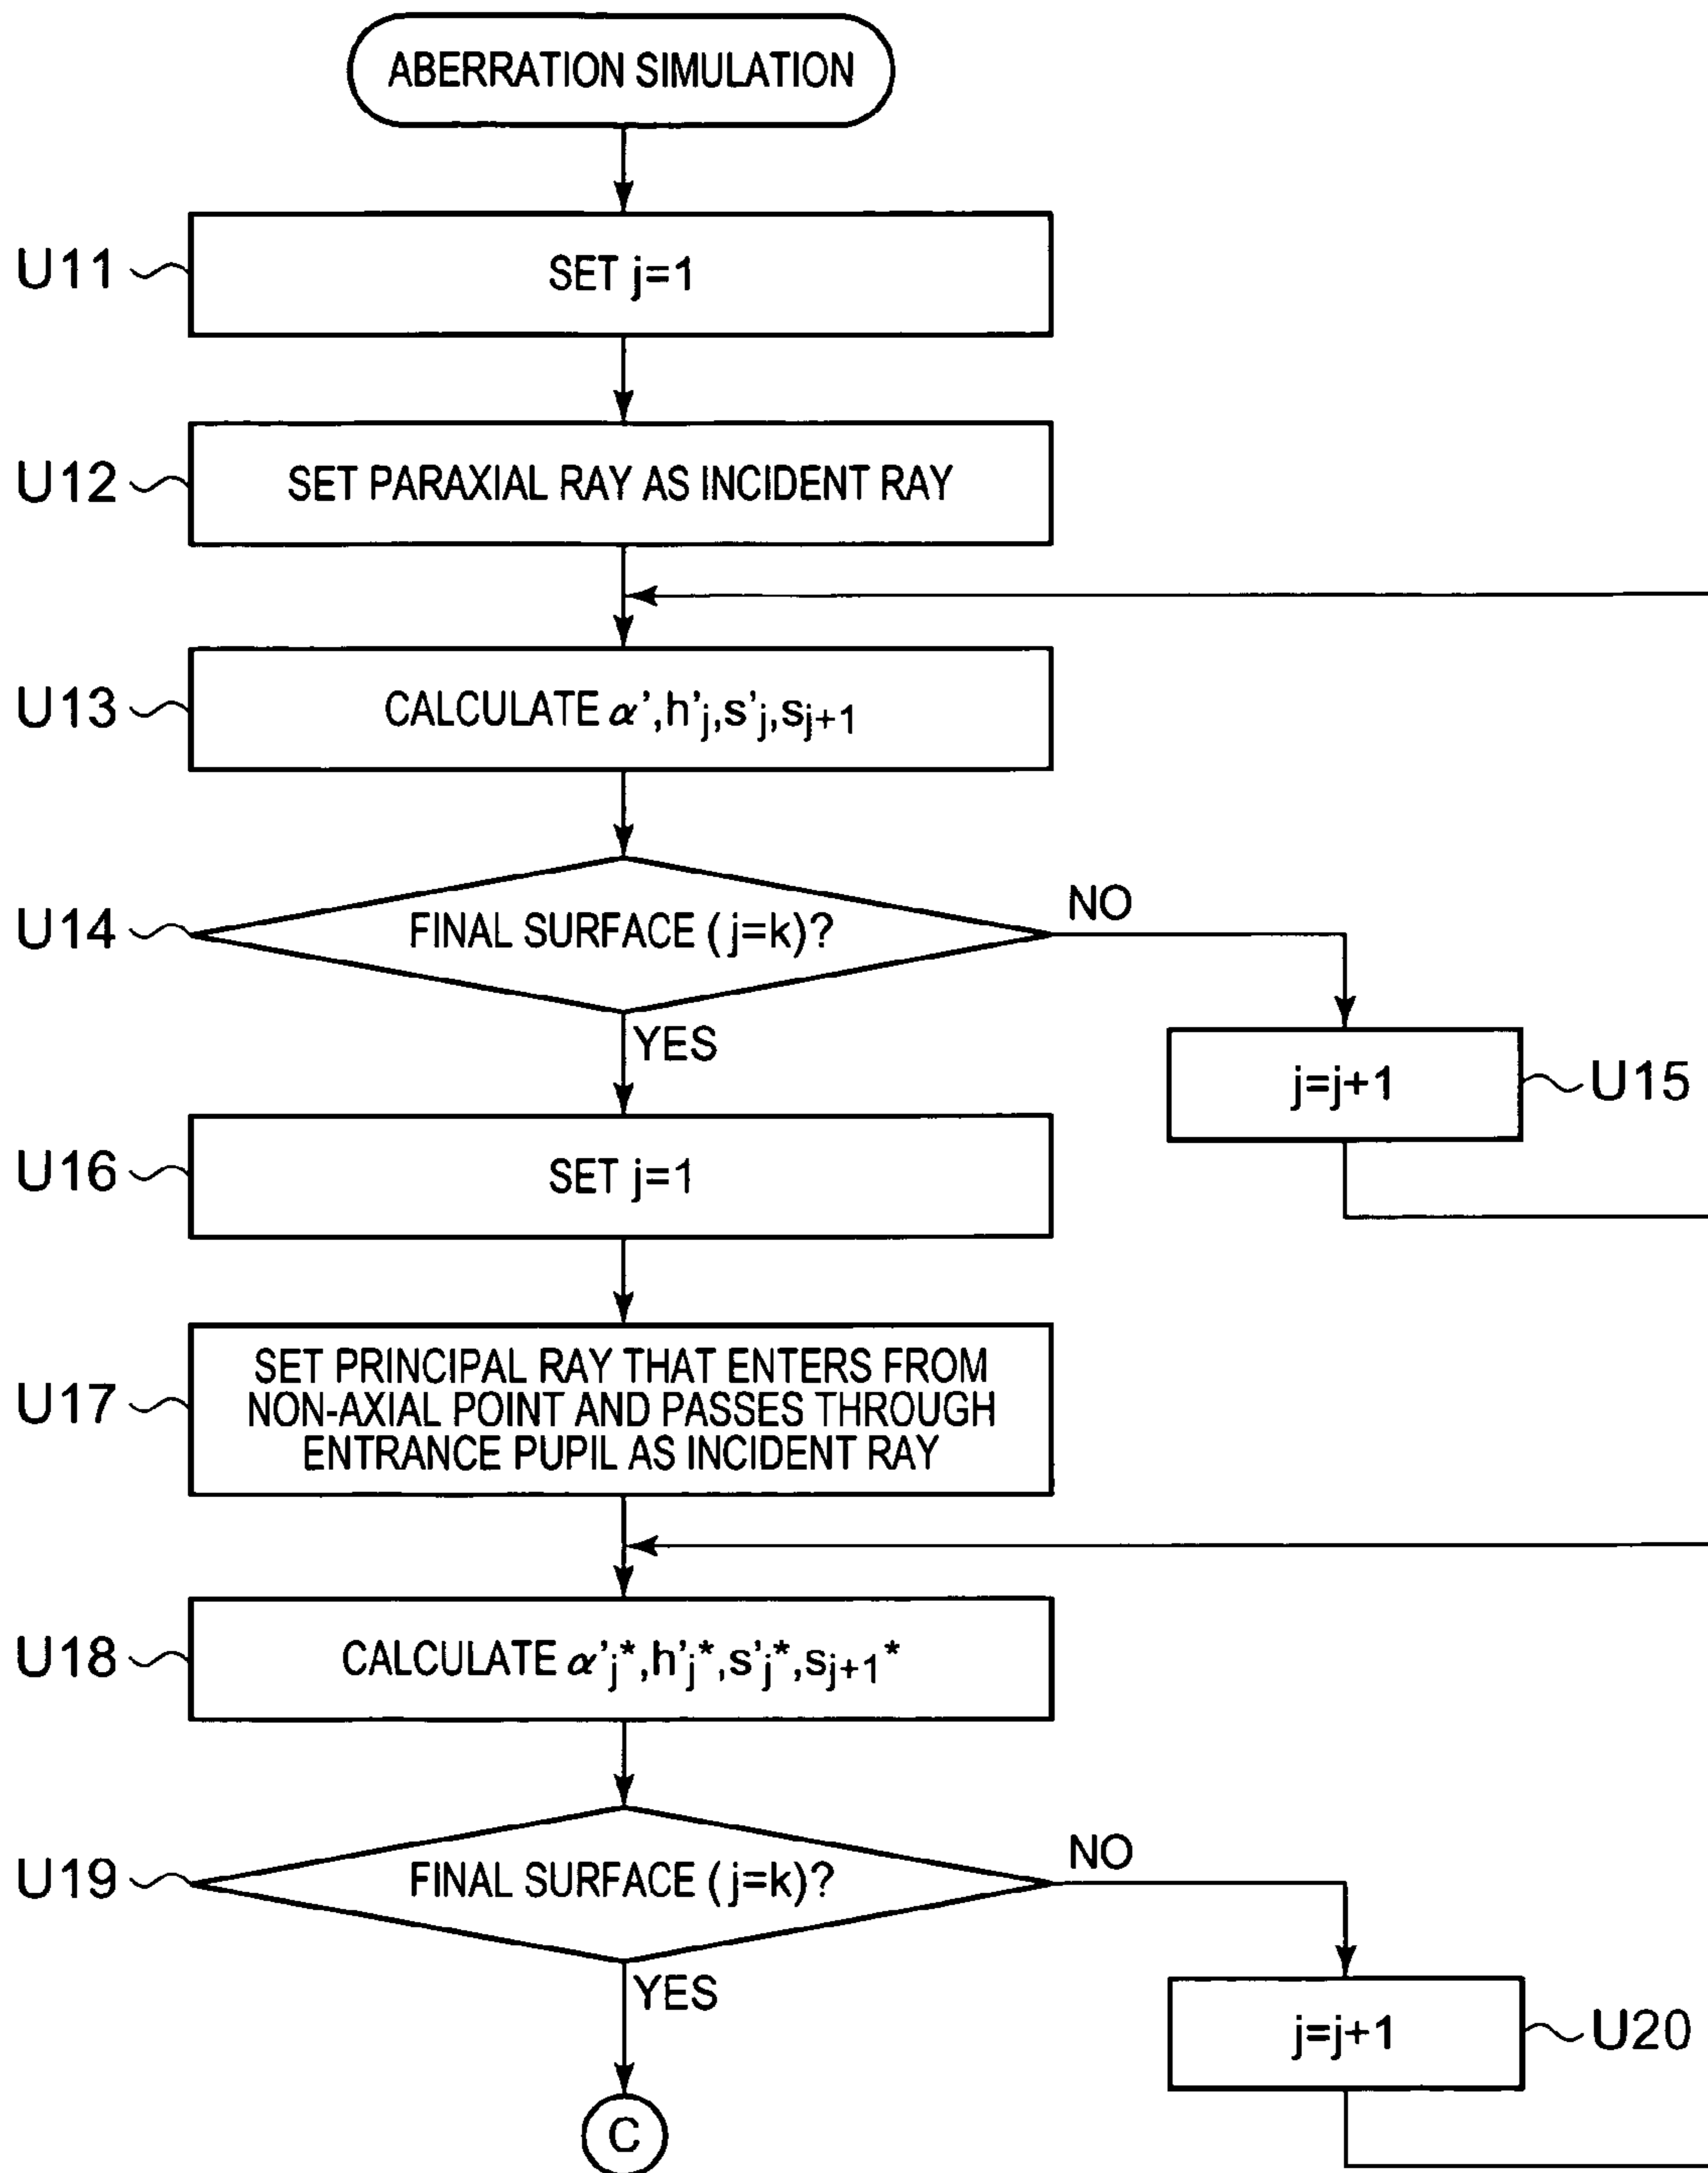 ABERRATION SIMULATION
U11
SET j=1
U12
SET PARAXIAL RAY AS INCIDENT RAY
U13
CALCULATE α',h'j,s'j,sj+1
U14
FINAL SURFACE (j=k)?
NO
YES
j=j+1
U15
U16
SET j=1
U17
SET PRINCIPAL RAY THAT ENTERS FROM
NON-AXIAL POINT AND PASSES THROUGH
ENTRANCE PUPIL AS INCIDENT RAY
U18
CALCULATE α'j*,h'j*,s'j*,sj+1*
U19
FINAL SURFACE (j=k)?
NO
YES
j=j+1
U20
C